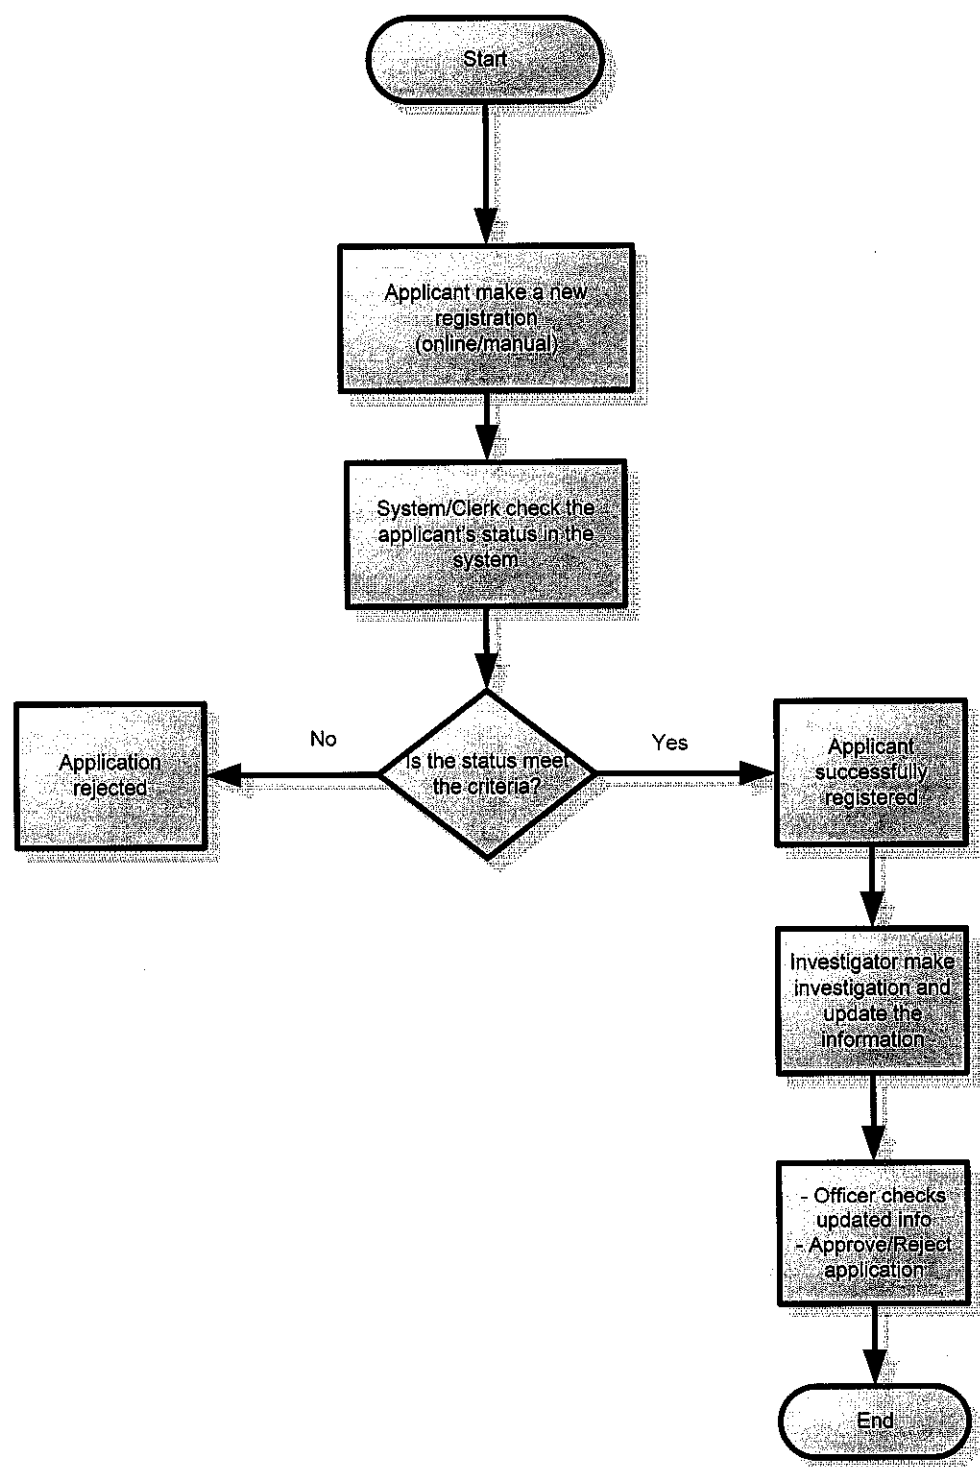 Start
Applicant make a new
registration
(online/manual)
System/Clerk check the
applicant's status in the
system
Is the status meet
the criteria?
No
Yes
Application
rejected
Applicant
successfully
registered
Investigator make
investigation and
update the
information
- Officer checks
updated info
- Approve/Reject
application
End